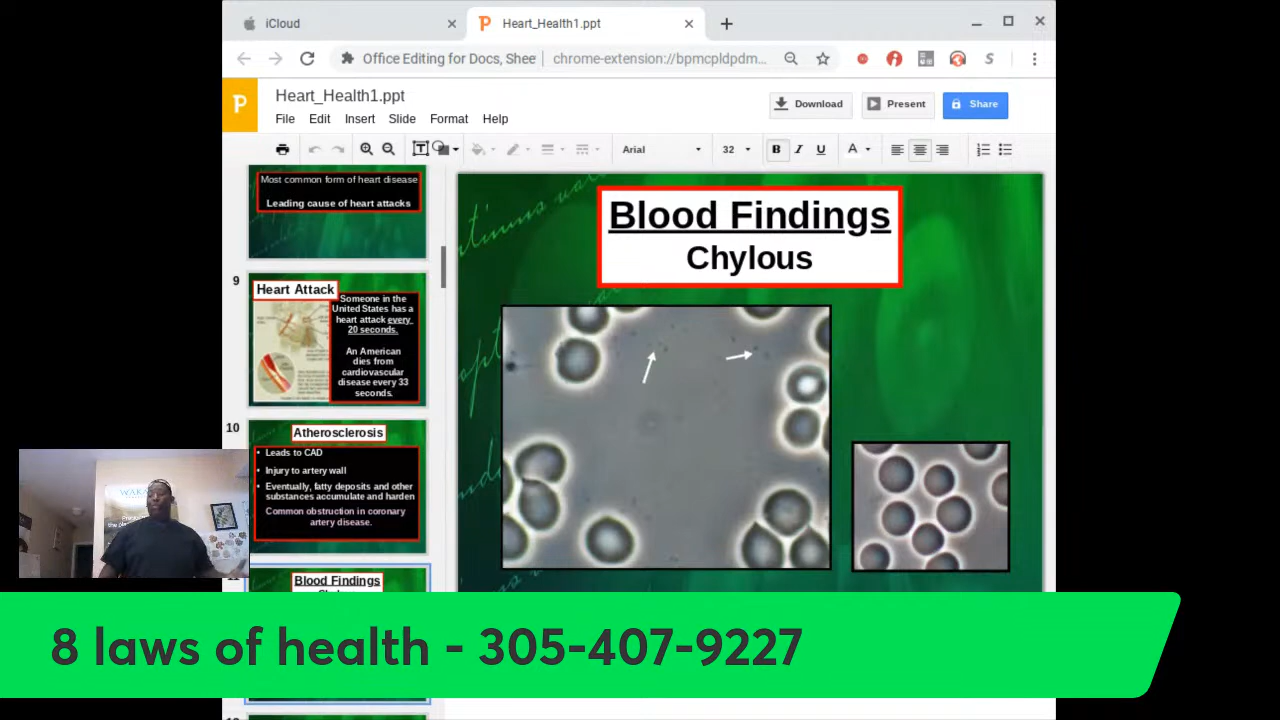 iCloud
Heart_Health1.ppt
Office Editing for Docs, Shee
chrome-extension://bpmcpldpdm...
Heart_Health1.ppt
Download
Present
Share
File Edit Insert Slide Format Help
Arial
32
B I U A
Most common form of heart disease
Leading cause of heart attacks
9
Heart Attack
Someone in the
United States has a
heart attack every
20 seconds.
An American
dies from
cardiovascular
disease every 33
seconds.
10
Atherosclerosis
• Leads to CAD
• Injury to artery wall
• Eventually, fatty deposits and other
substances accumulate and harden
Common obstruction in coronary
artery disease.
Blood Findings
Blood Findings
Chylous
8 laws of health - 305-407-9227